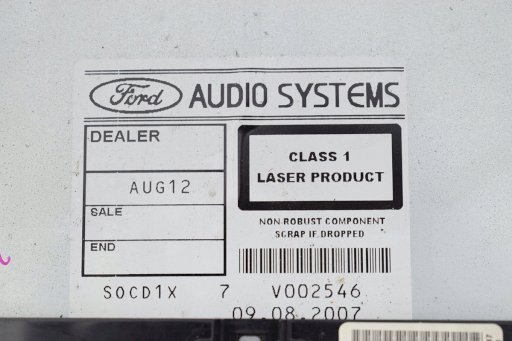 Ford AUDIO SYSTEMS
DEALER
AUG12
SALE
END
CLASS 1
LASER PRODUCT
NON-ROBUST COMPONENT
SCRAP IF DROPPED
SOCD1X 7 V002546
09.08.2007